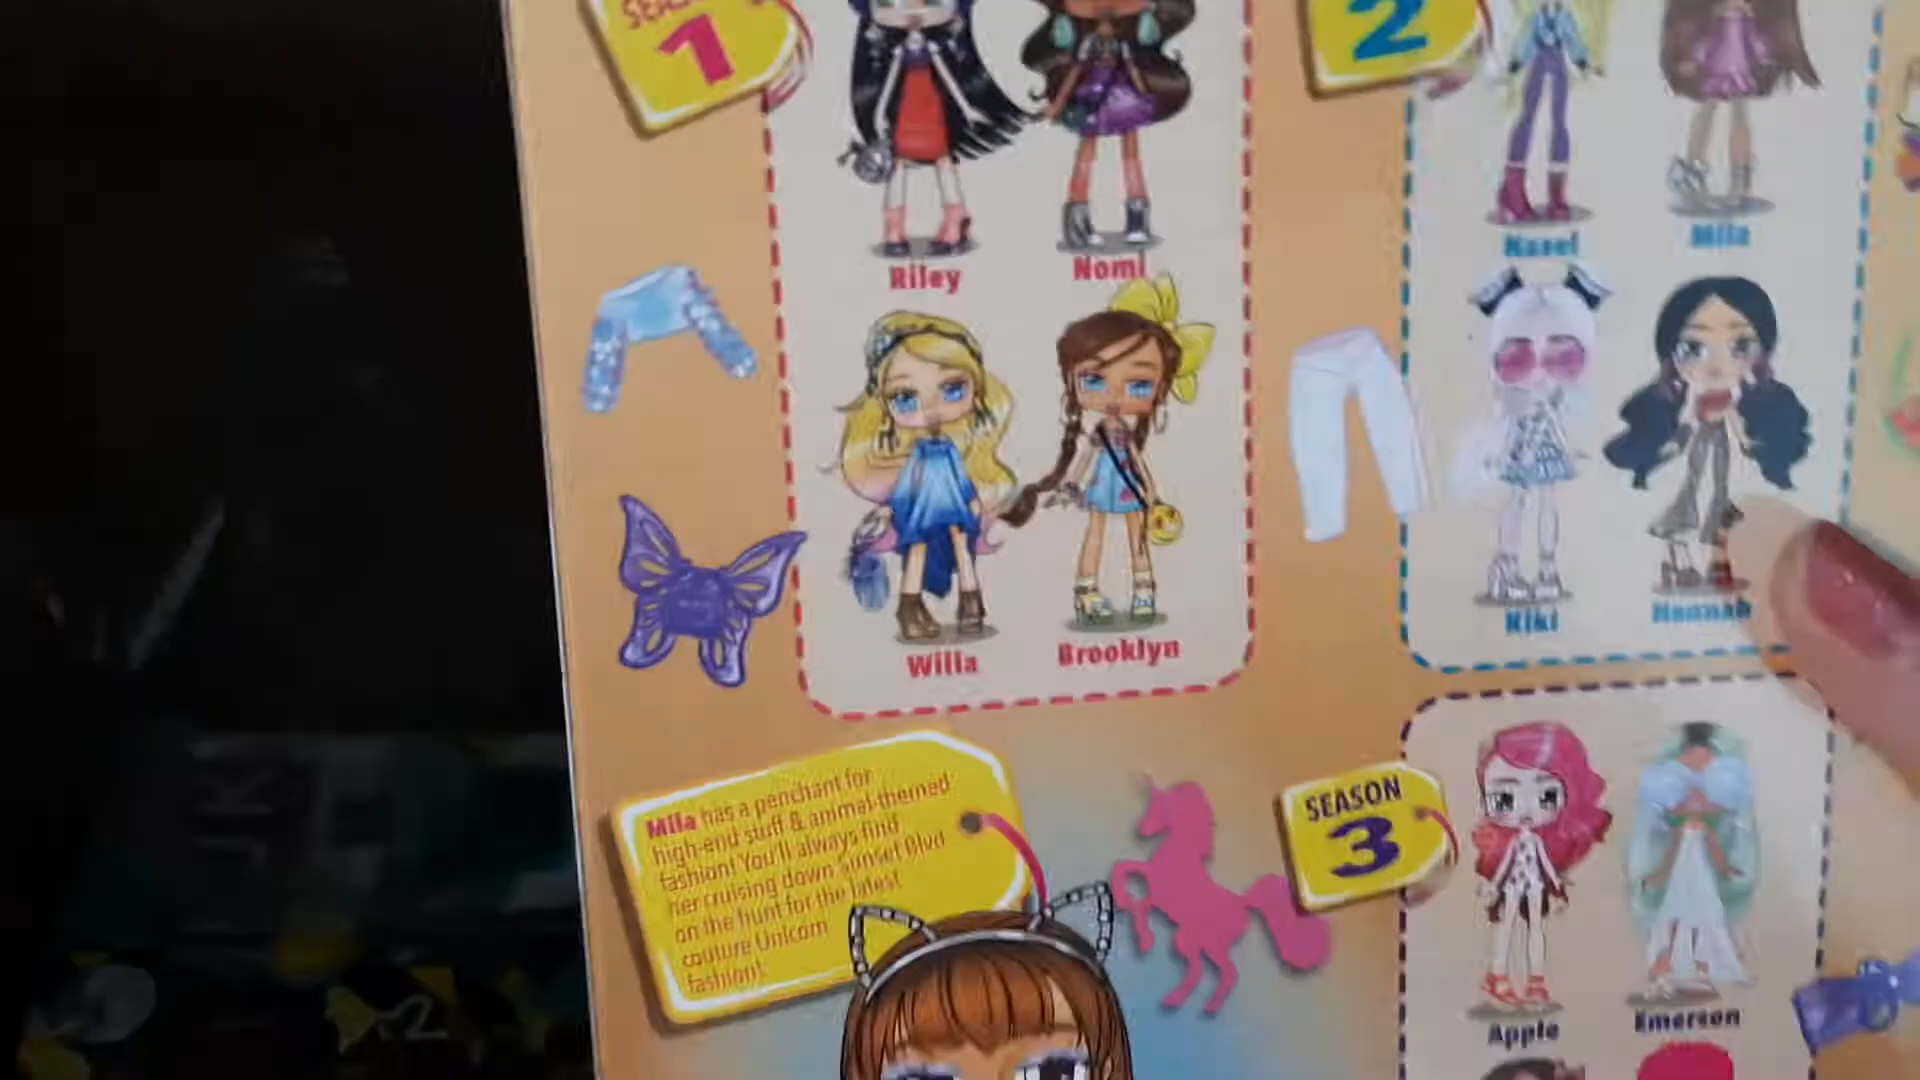 1
2
Riley
Nomi
Mila
Willa
Brooklyn
Kiki
Hannah
Mila has a penchant for
high-end stuff & animal-themed
fashion! You'll always find
her cruising down Sunset Blvd
on the hunt for the latest
couture Unicorn
fashion!
SEASON
3
Apple
Emerson